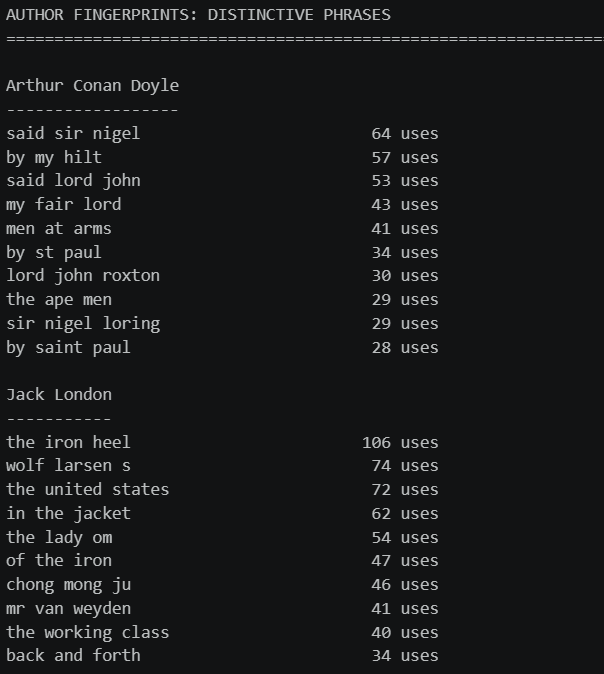 AUTHOR FINGERPRINTS: DISTINCTIVE PHRASES
==============================================================
Arthur Conan Doyle
------------------
said sir nigel 64 uses
by my hilt 57 uses
said lord john 53 uses
my fair lord 43 uses
men at arms 41 uses
by st paul 34 uses
lord john roxton 30 uses
the ape men 29 uses
sir nigel loring 29 uses
by saint paul 28 uses
Jack London
-----------
the iron heel 106 uses
wolf larsen s 74 uses
the united states 72 uses
in the jacket 62 uses
the lady om 54 uses
of the iron 47 uses
chong mong ju 46 uses
mr van weyden 41 uses
the working class 40 uses
back and forth 34 uses